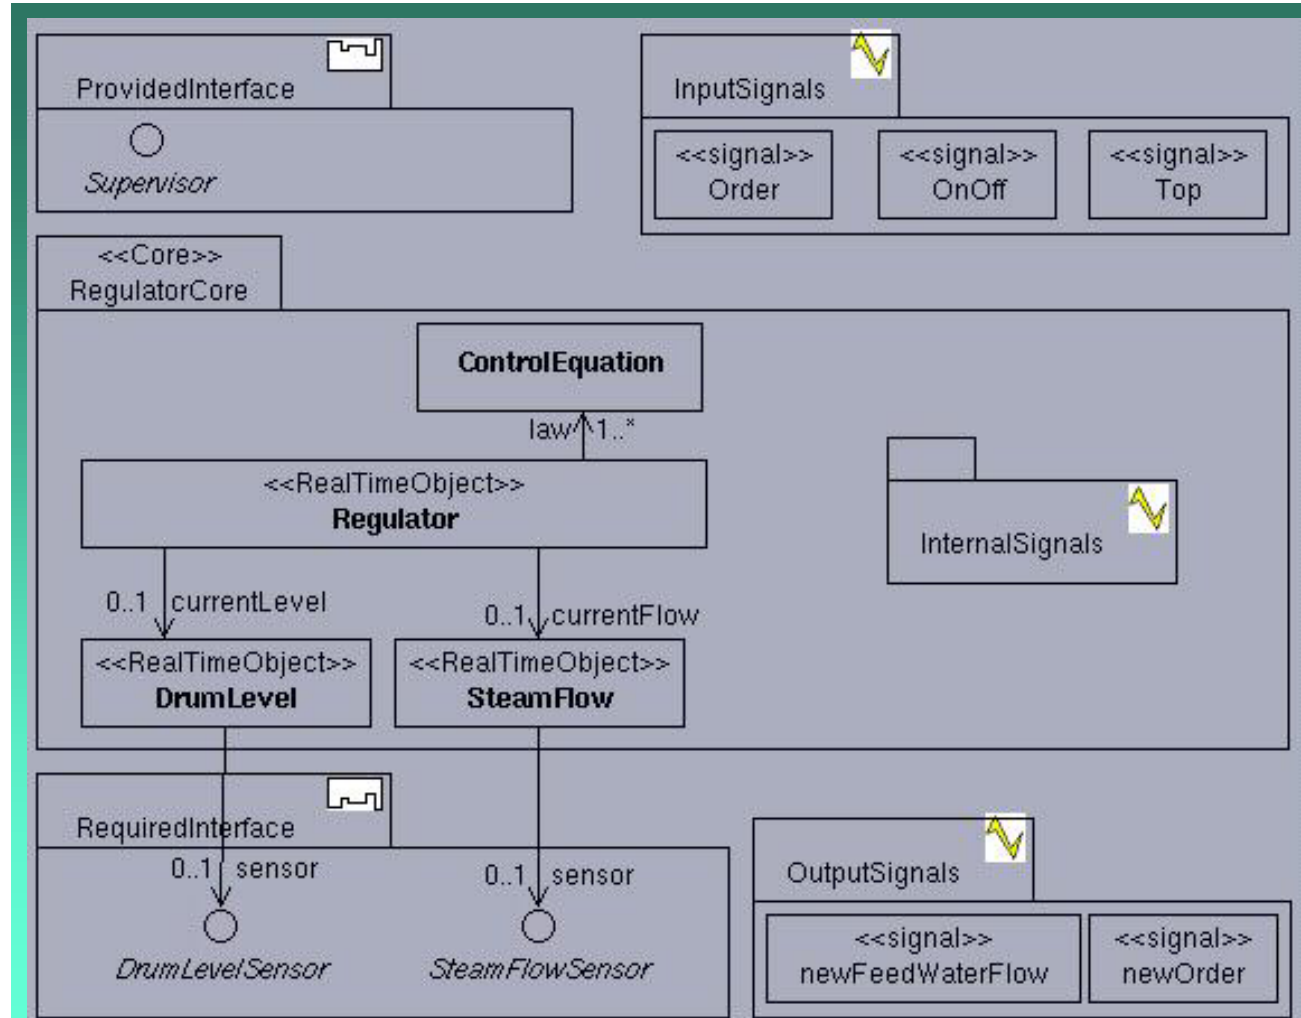 ProvidedInterface
Supervisor
InputSignals
<<signal>>
Order
<<signal>>
OnOff
<<signal>>
Top
<<Core>>
RegulatorCore
ControlEquation
law 1..*
<<RealTimeObject>>
Regulator
InternalSignals
0..1 currentLevel
0..1 currentFlow
<<RealTimeObject>>
DrumLevel
<<RealTimeObject>>
SteamFlow
RequiredInterface
0..1 sensor
0..1 sensor
DrumLevelSensor
SteamFlowSensor
OutputSignals
<<signal>>
newFeedWaterFlow
<<signal>>
newOrder